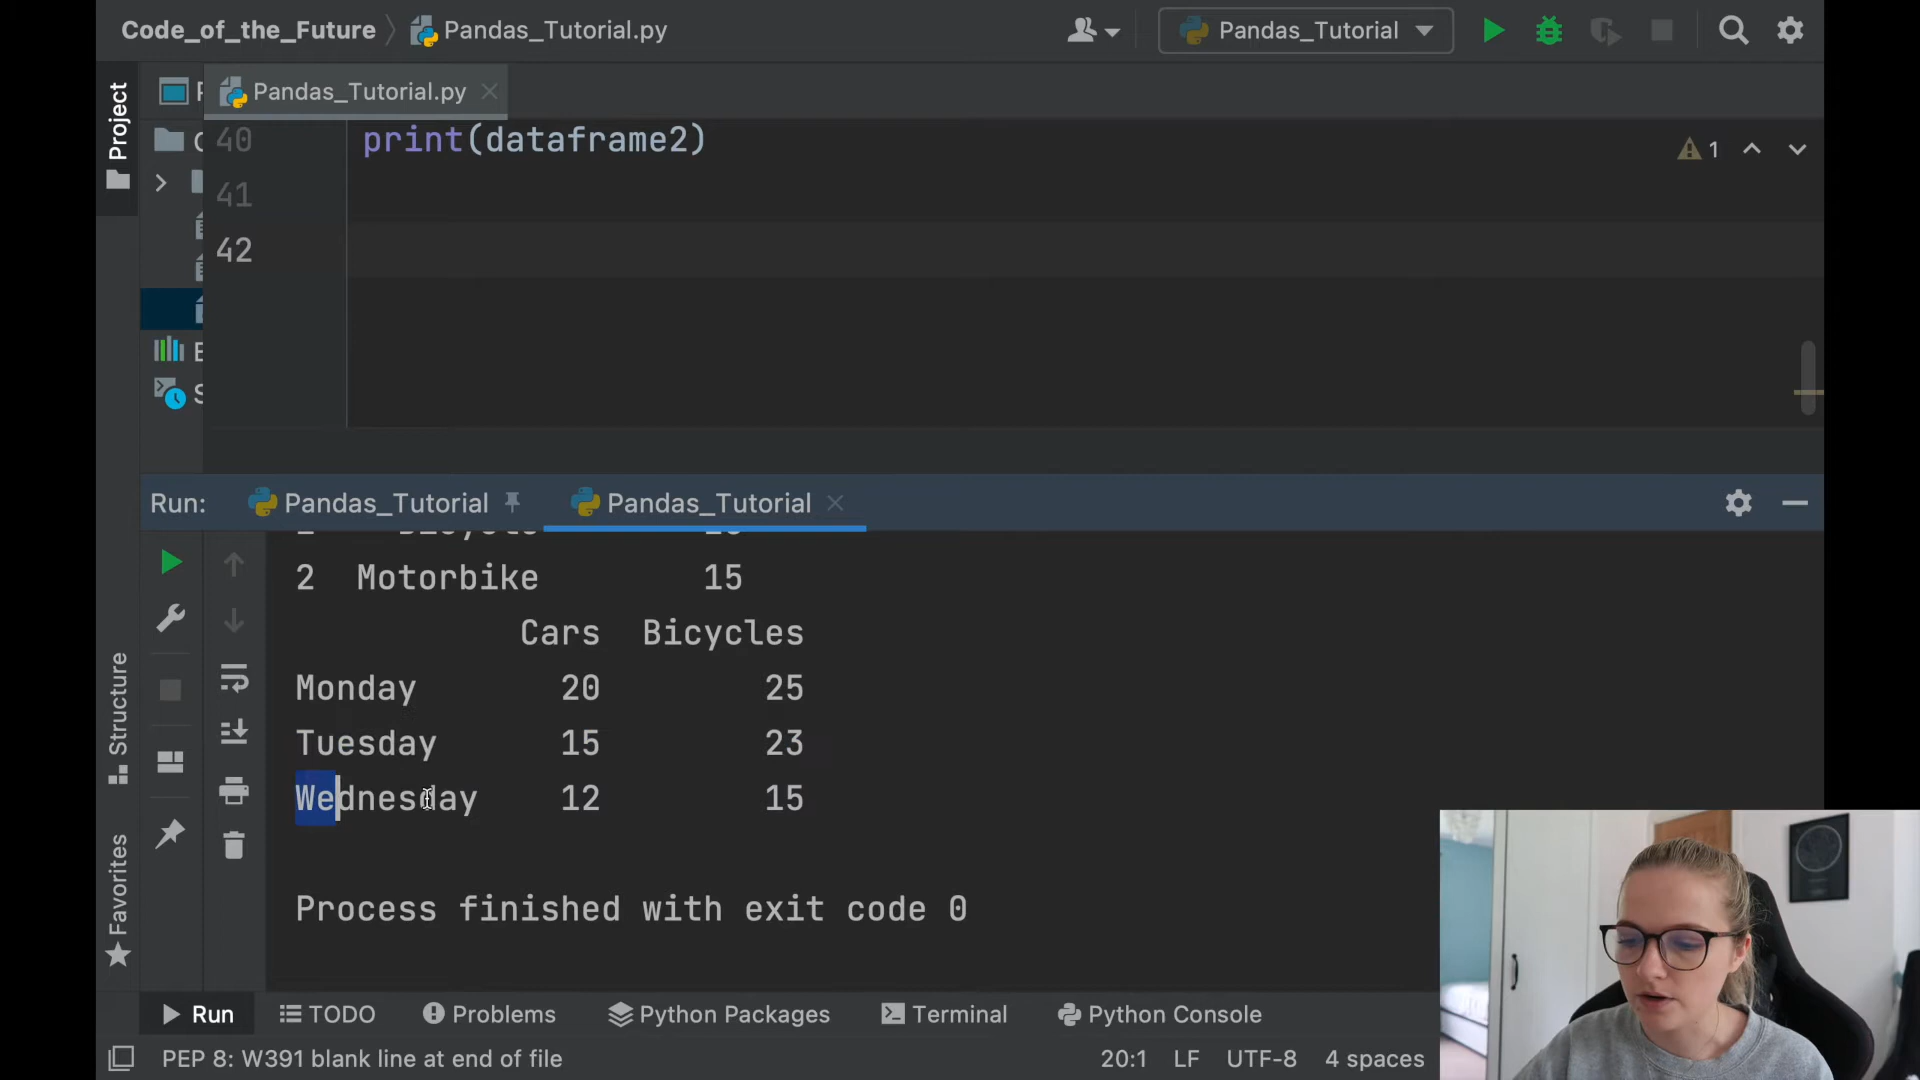 Code_of_the_Future Pandas_Tutorial.py Pandas_Tutorial
Project
Pandas_Tutorial.py
40 print(dataframe2)
1
41
42
Run: Pandas_Tutorial Pandas_Tutorial
2 Motorbike 15
Cars Bicycles
Monday 20 25
Tuesday 15 23
Wednesday 12 15
Process finished with exit code 0
Structure
Favorites
Run TODO Problems Python Packages Terminal Python Console
PEP 8: W391 blank line at end of file 20:1 LF UTF-8 4 spaces